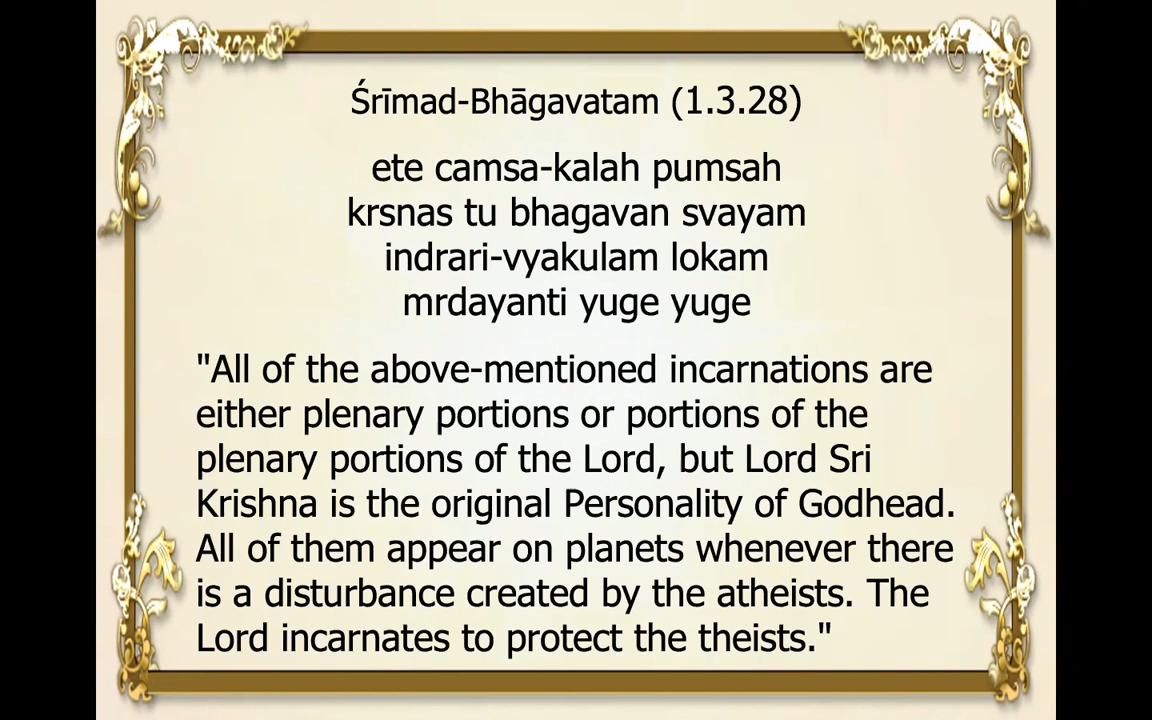 Śrīmad-Bhāgavatam (1.3.28)
ete camsa-kalah pumsah
krsnas tu bhagavan svayam
indrari-vyakulam lokam
mrdayanti yuge yuge
"All of the above-mentioned incarnations are
either plenary portions or portions of the
plenary portions of the Lord, but Lord Sri
Krishna is the original Personality of Godhead.
All of them appear on planets whenever there
is a disturbance created by the atheists. The
Lord incarnates to protect the theists."